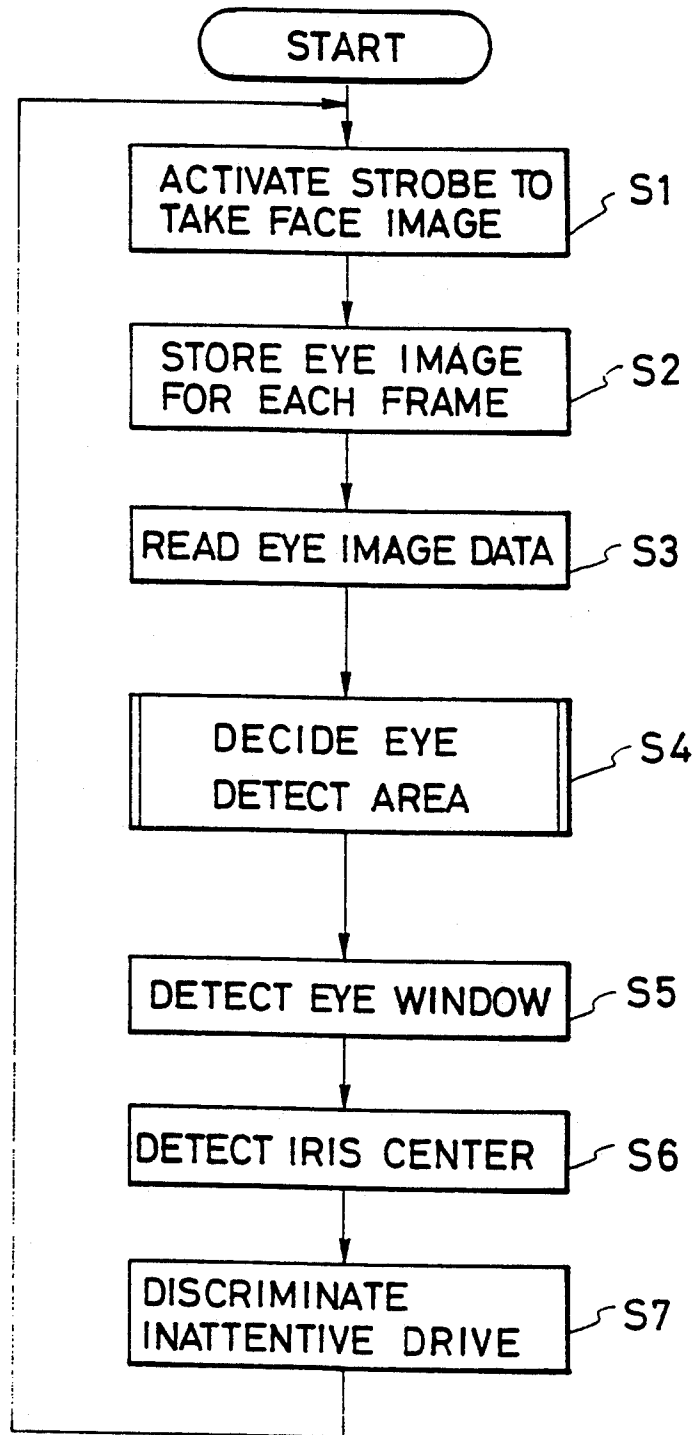 START
ACTIVATE STROBE TO
TAKE FACE IMAGE
S1
STORE EYE IMAGE
FOR EACH FRAME
S2
READ EYE IMAGE DATA
S3
DECIDE EYE
DETECT AREA
S4
DETECT EYE WINDOW
S5
DETECT IRIS CENTER
S6
DISCRIMINATE
INATTENTIVE DRIVE
S7